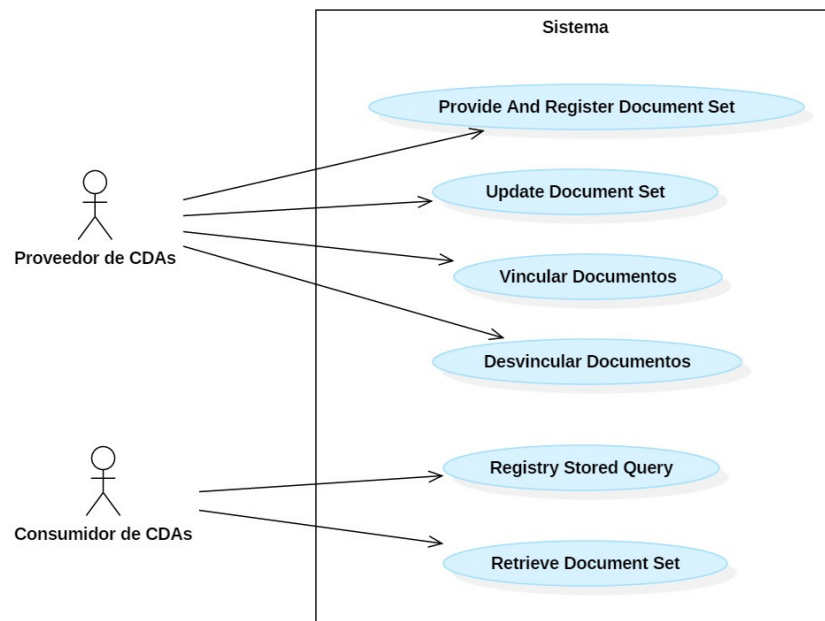 Sistema
Provide And Register Document Set
Update Document Set
Proveedor de CDAs
Vincular Documentos
Desvincular Documentos
Registry Stored Query
Consumidor de CDAs
Retrieve Document Set